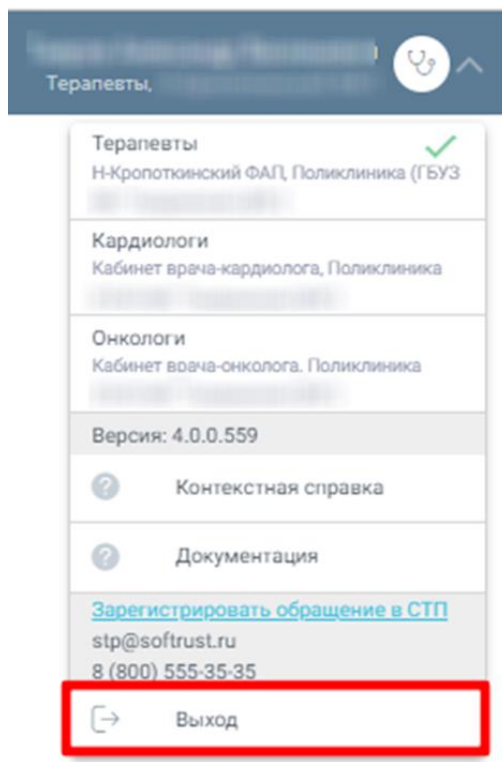 Терапевты,
Терапевты
Н-Кропоткинский ФАП, Поликлиника (ГБУЗ
Кардиологи
Кабинет врача-кардиолога, Поликлиника
Онкологи
Кабинет врача-онколога. Поликлиника
Версия: 4.0.0.559
Контекстная справка
Документация
Зарегистрировать обращение в СТП
stp@softrust.ru
8 (800) 555-35-35
Выход